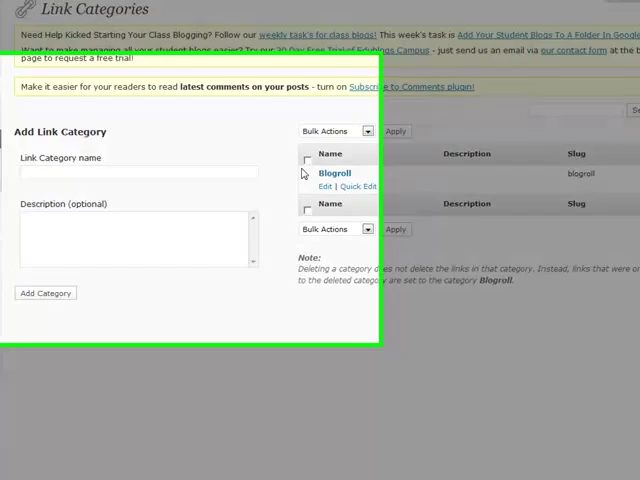 Link Categories
Need Help Kicked Starting Your Class Blogging? Follow our weekly task's for class blogs! This week's task is Add Your Student Blogs To A Folder In Google
Want to make managing all your student blogs easier? Try our 30 Day Free Trial of Edublogs Campus - just send us an email via our contact form at the b
page to request a free trial!
Make it easier for your readers to read latest comments on your posts - turn on Subscribe to Comments plugin!
Se
Add Link Category
Bulk Actions Apply
Link Category name
Name Description Slug
Blogroll blogroll
Edit | Quick Edit
Description (optional)
Name Description Slug
Bulk Actions Apply
Note:
Deleting a category does not delete the links in that category. Instead, links that were on
to the deleted category are set to the category Blogroll.
Add Category